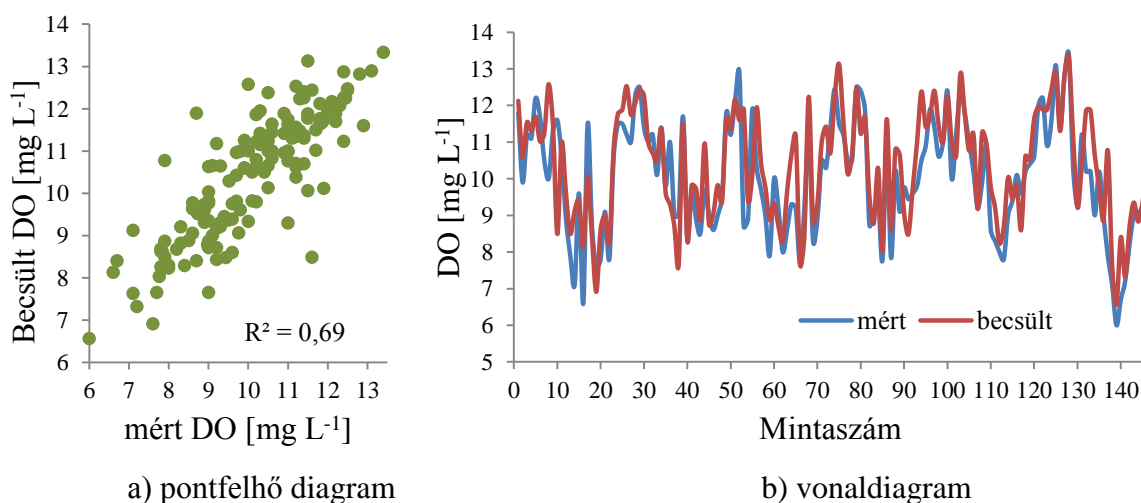 14
13
12
11
10
9
8
7
6
Becsült DO [mg L-1]
R² = 0,69
6 7 8 9 10 11 12 13
mért DO [mg L-1]
a) pontfelhő diagram
14
13
12
11
10
9
8
7
6
5
DO [mg L-1]
mért becsült
0 10 20 30 40 50 60 70 80 90 100 110 120 130 140
Mintaszám
b) vonaldiagram